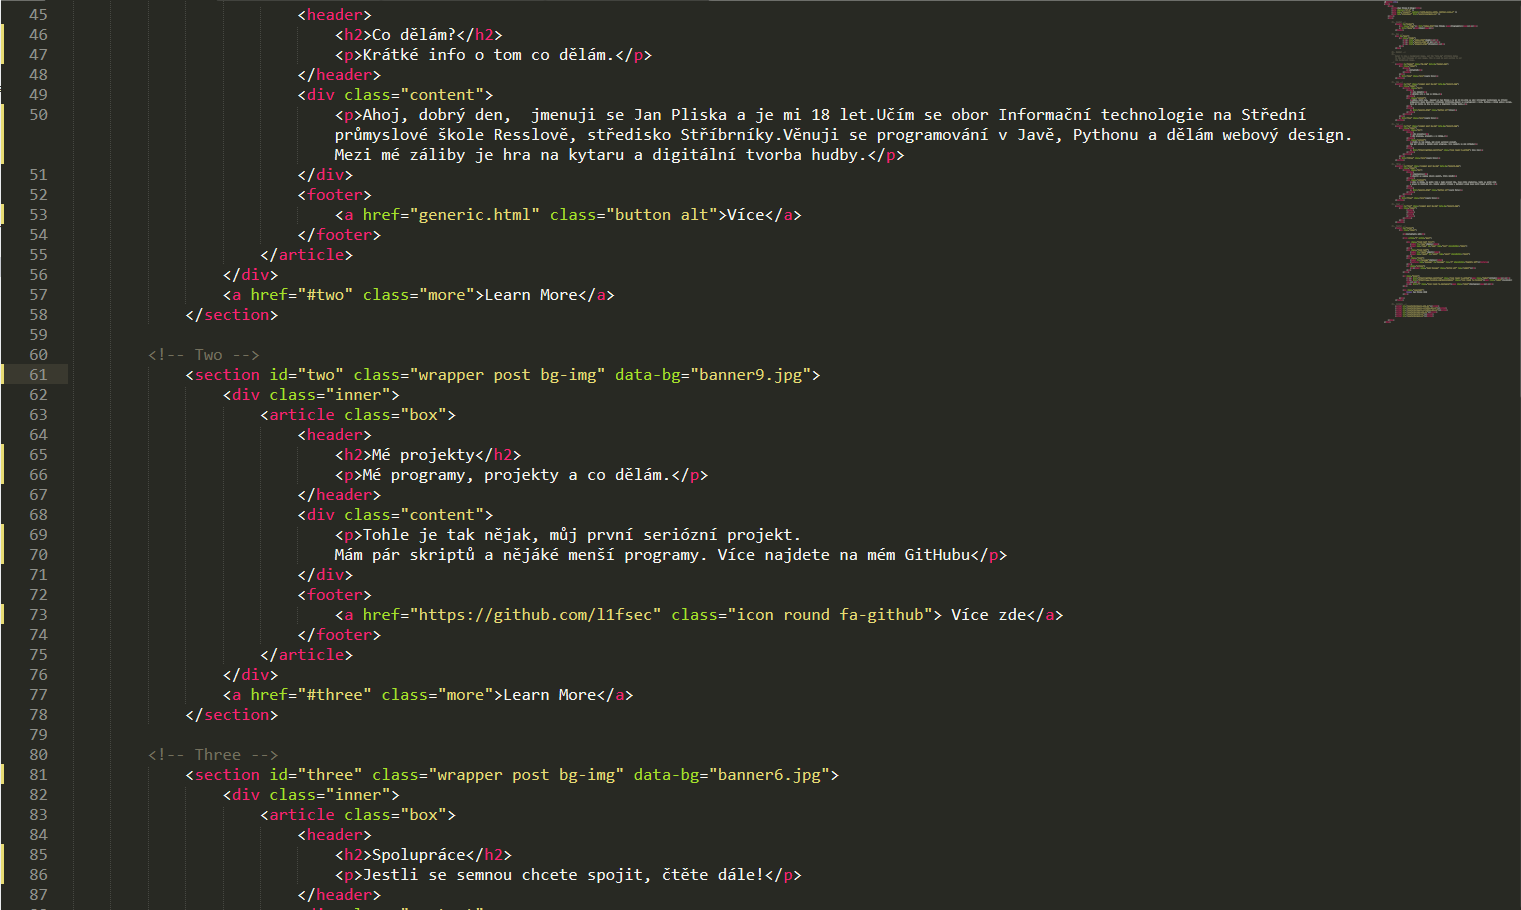 45 <header>
46 <h2>Co dělám?</h2>
47 <p>Krátké info o tom co dělám.</p>
48 </header>
49 <div class="content">
50 <p>Ahoj, dobrý den,  jmenuji se Jan Pliska a je mi 18 let.Učím se obor Informační technologie na Střední
průmyslové škole Resslově, středisko Stříbrníky.Věnuji se programování v Javě, Pythonu a dělám webový design.
Mezi mé záliby je hra na kytaru a digitální tvorba hudby.</p>
51 </div>
52 <footer>
53 <a href="generic.html" class="button alt">Více</a>
54 </footer>
55 </article>
56 </div>
57 <a href="#two" class="more">Learn More</a>
58 </section>
59
60 <!-- Two -->
61 <section id="two" class="wrapper post bg-img" data-bg="banner9.jpg">
62 <div class="inner">
63 <article class="box">
64 <header>
65 <h2>Mé projekty</h2>
66 <p>Mé programy, projekty a co dělám.</p>
67 </header>
68 <div class="content">
69 <p>Tohle je tak nějak, můj první seriózní projekt.
70 Mám pár skriptů a nějáké menší programy. Více najdete na mém GitHubu</p>
71 </div>
72 <footer>
73 <a href="https://github.com/l1fsec" class="icon round fa-github"> Více zde</a>
74 </footer>
75 </article>
76 </div>
77 <a href="#three" class="more">Learn More</a>
78 </section>
79
80 <!-- Three -->
81 <section id="three" class="wrapper post bg-img" data-bg="banner6.jpg">
82 <div class="inner">
83 <article class="box">
84 <header>
85 <h2>Spolupráce</h2>
86 <p>Jestli se semnou chcete spojit, čtěte dále!</p>
87 </header>